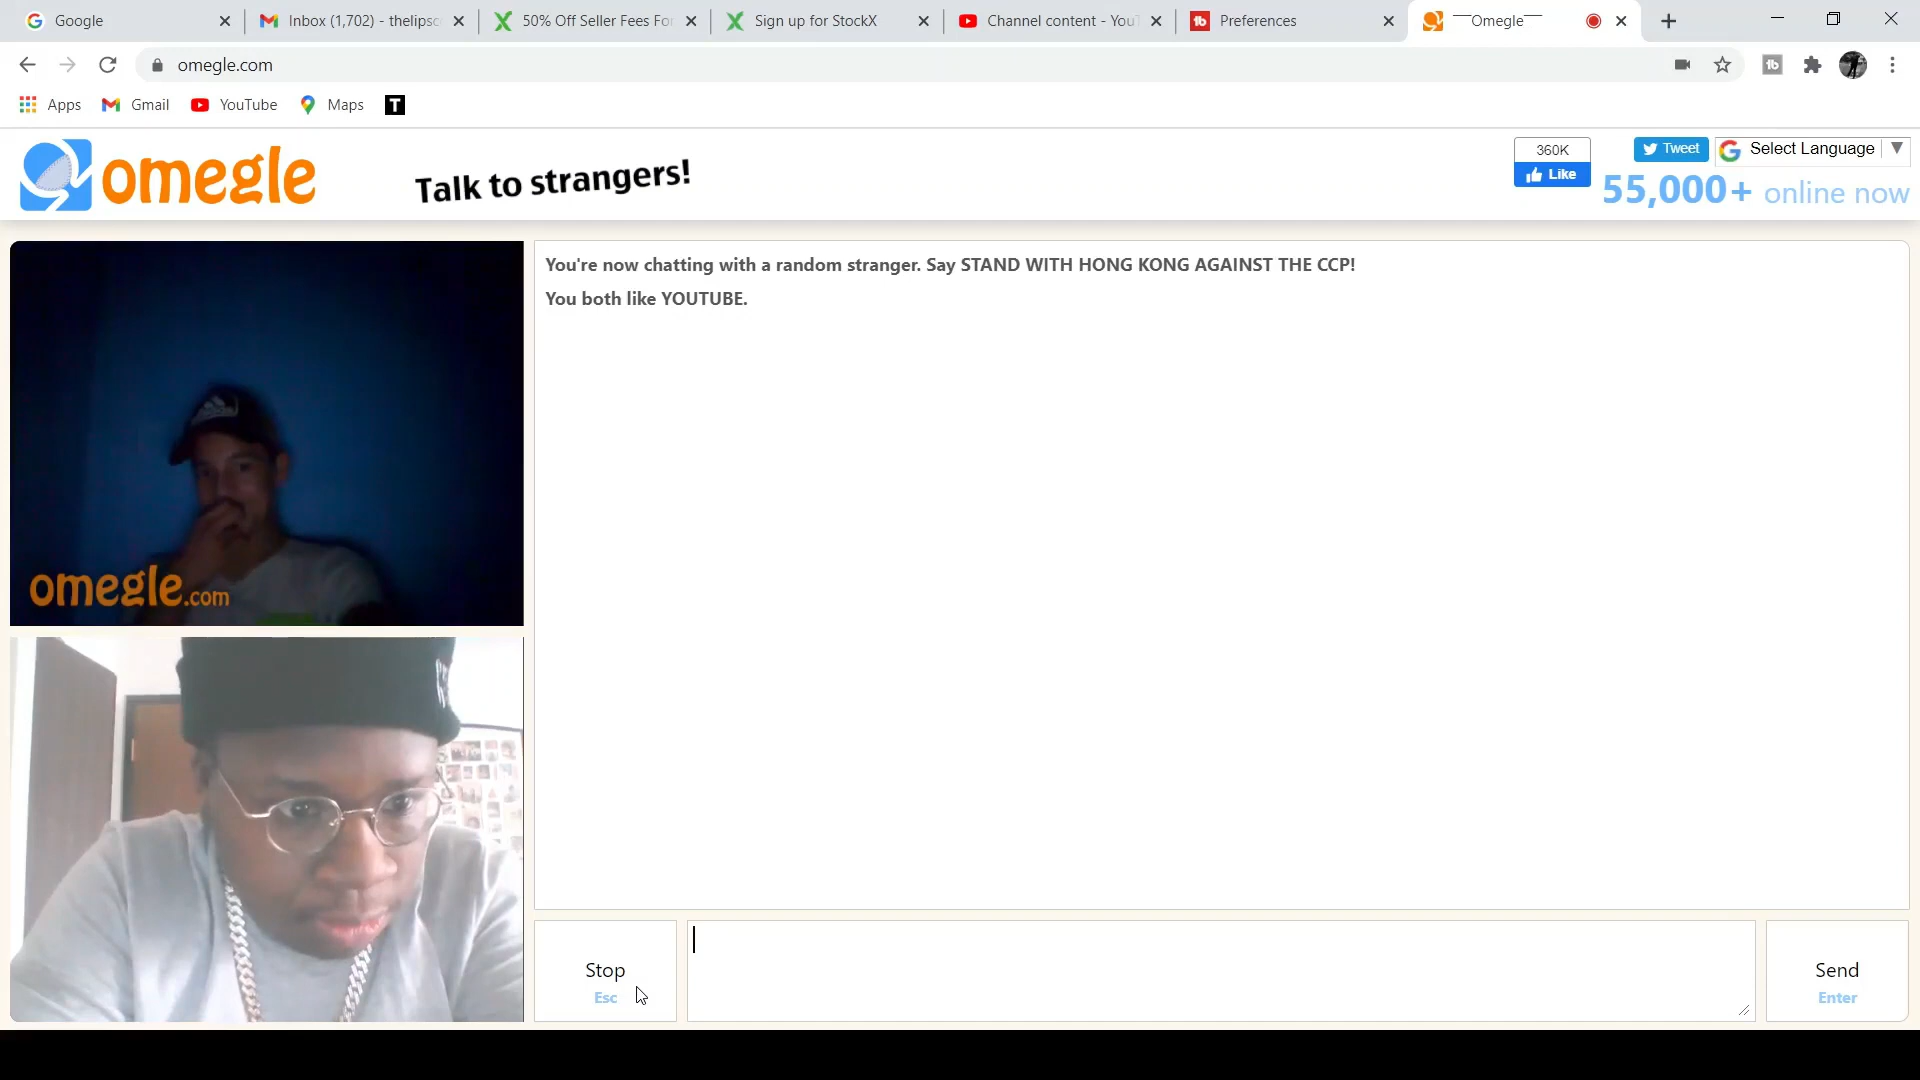 Google
Inbox (1,702) - thelipsc
50% Off Seller Fees For
Sign up for StockX
Channel content - YouT
Preferences
Omegle
omegle.com
Apps
Gmail
YouTube
Maps
T
omegle
Talk to strangers!
360K
Like
Tweet
Select Language
55,000+ online now
You're now chatting with a random stranger. Say STAND WITH HONG KONG AGAINST THE CCP!
You both like YOUTUBE.
omegle.com
Stop
Esc
Send
Enter